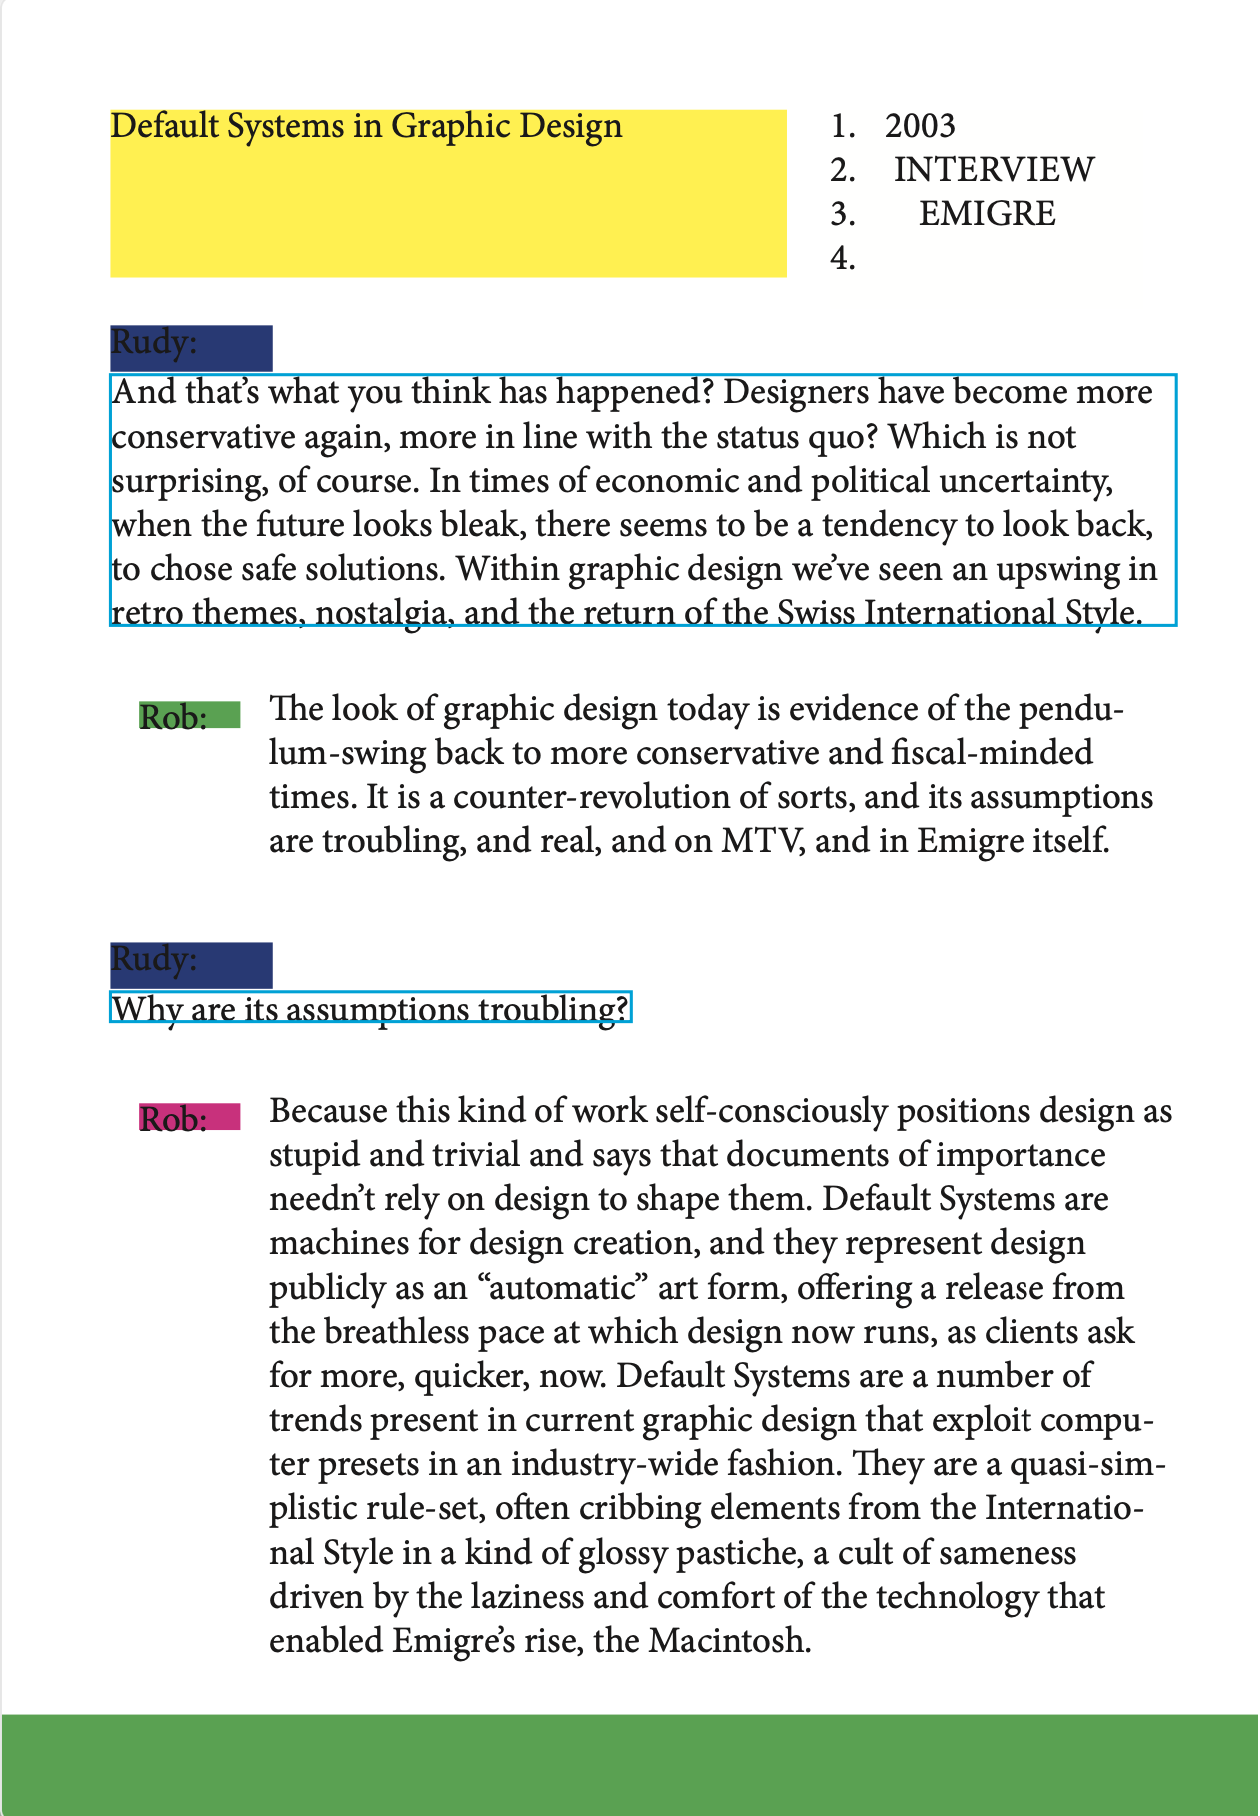 Default Systems in Graphic Design
1. 2003
2. INTERVIEW
3. EMIGRE
4.
Rudy:
And that’s what you think has happened? Designers have become more
conservative again, more in line with the status quo? Which is not
surprising, of course. In times of economic and political uncertainty,
when the future looks bleak, there seems to be a tendency to look back,
to chose safe solutions. Within graphic design we’ve seen an upswing in
retro themes, nostalgia, and the return of the Swiss International Style.
Rob:
The look of graphic design today is evidence of the pendu-
lum-swing back to more conservative and fiscal-minded
times. It is a counter-revolution of sorts, and its assumptions
are troubling, and real, and on MTV, and in Emigre itself.
Rudy:
Why are its assumptions troubling?
Rob:
Because this kind of work self-consciously positions design as
stupid and trivial and says that documents of importance
needn’t rely on design to shape them. Default Systems are
machines for design creation, and they represent design
publicly as an “automatic” art form, offering a release from
the breathless pace at which design now runs, as clients ask
for more, quicker, now. Default Systems are a number of
trends present in current graphic design that exploit compu-
ter presets in an industry-wide fashion. They are a quasi-sim-
plistic rule-set, often cribbing elements from the Internatio-
nal Style in a kind of glossy pastiche, a cult of sameness
driven by the laziness and comfort of the technology that
enabled Emigre’s rise, the Macintosh.